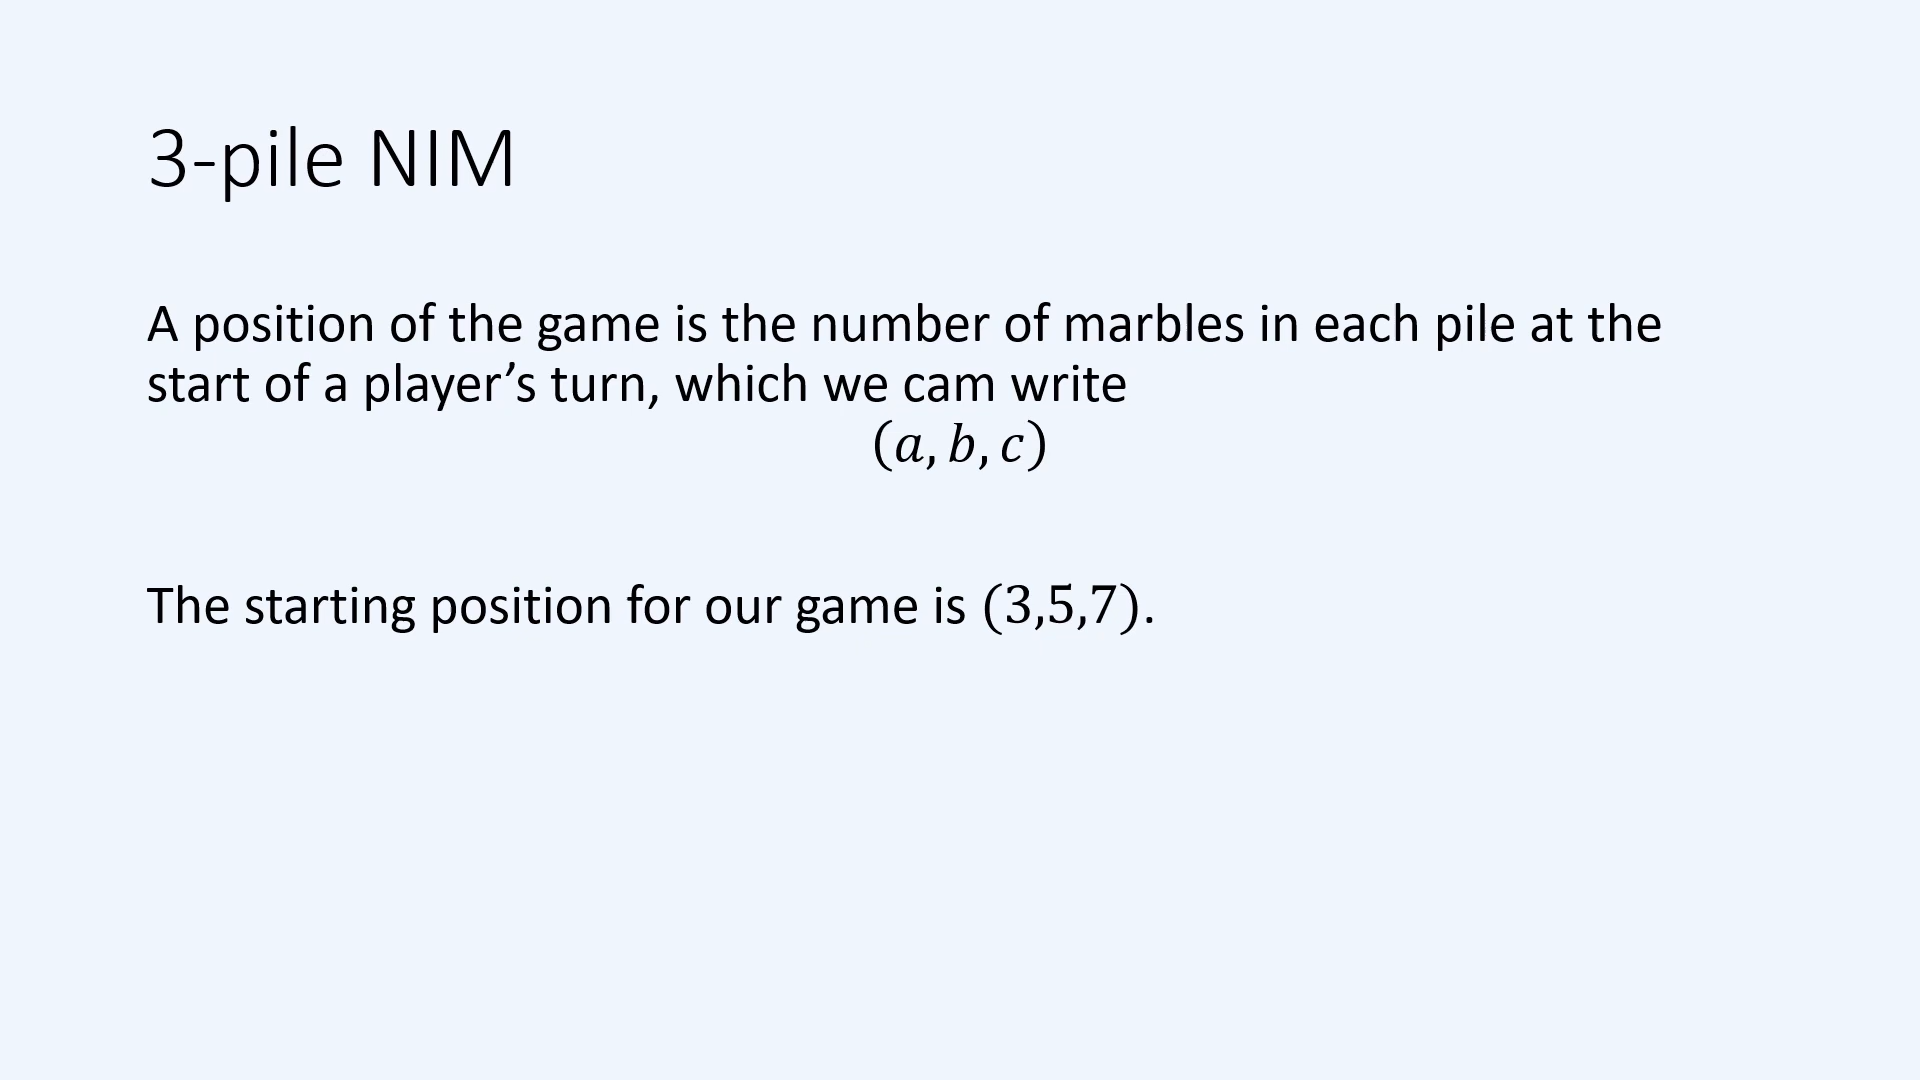 3-pile NIM
A position of the game is the number of marbles in each pile at the
start of a player’s turn, which we cam write
(a, b, c)
The starting position for our game is (3,5,7).